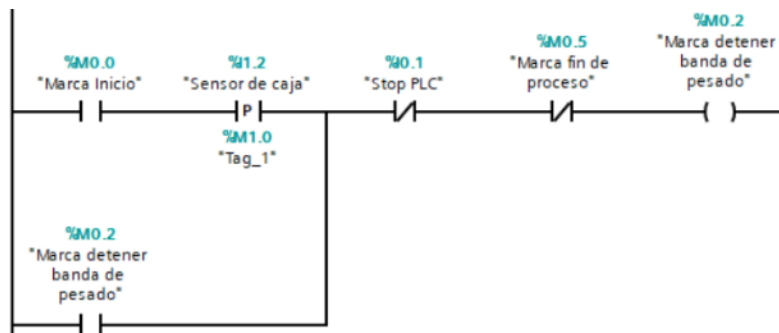 %M0.0
"Marca Inicio"
%I1.2
"Sensor de caja"
P
%M1.0
"Tag_1"
%I0.1
"Stop PLC"
%M0.5
"Marca fin de
proceso"
%M0.2
"Marca detener
banda de
pesado"
%M0.2
"Marca detener
banda de
pesado"